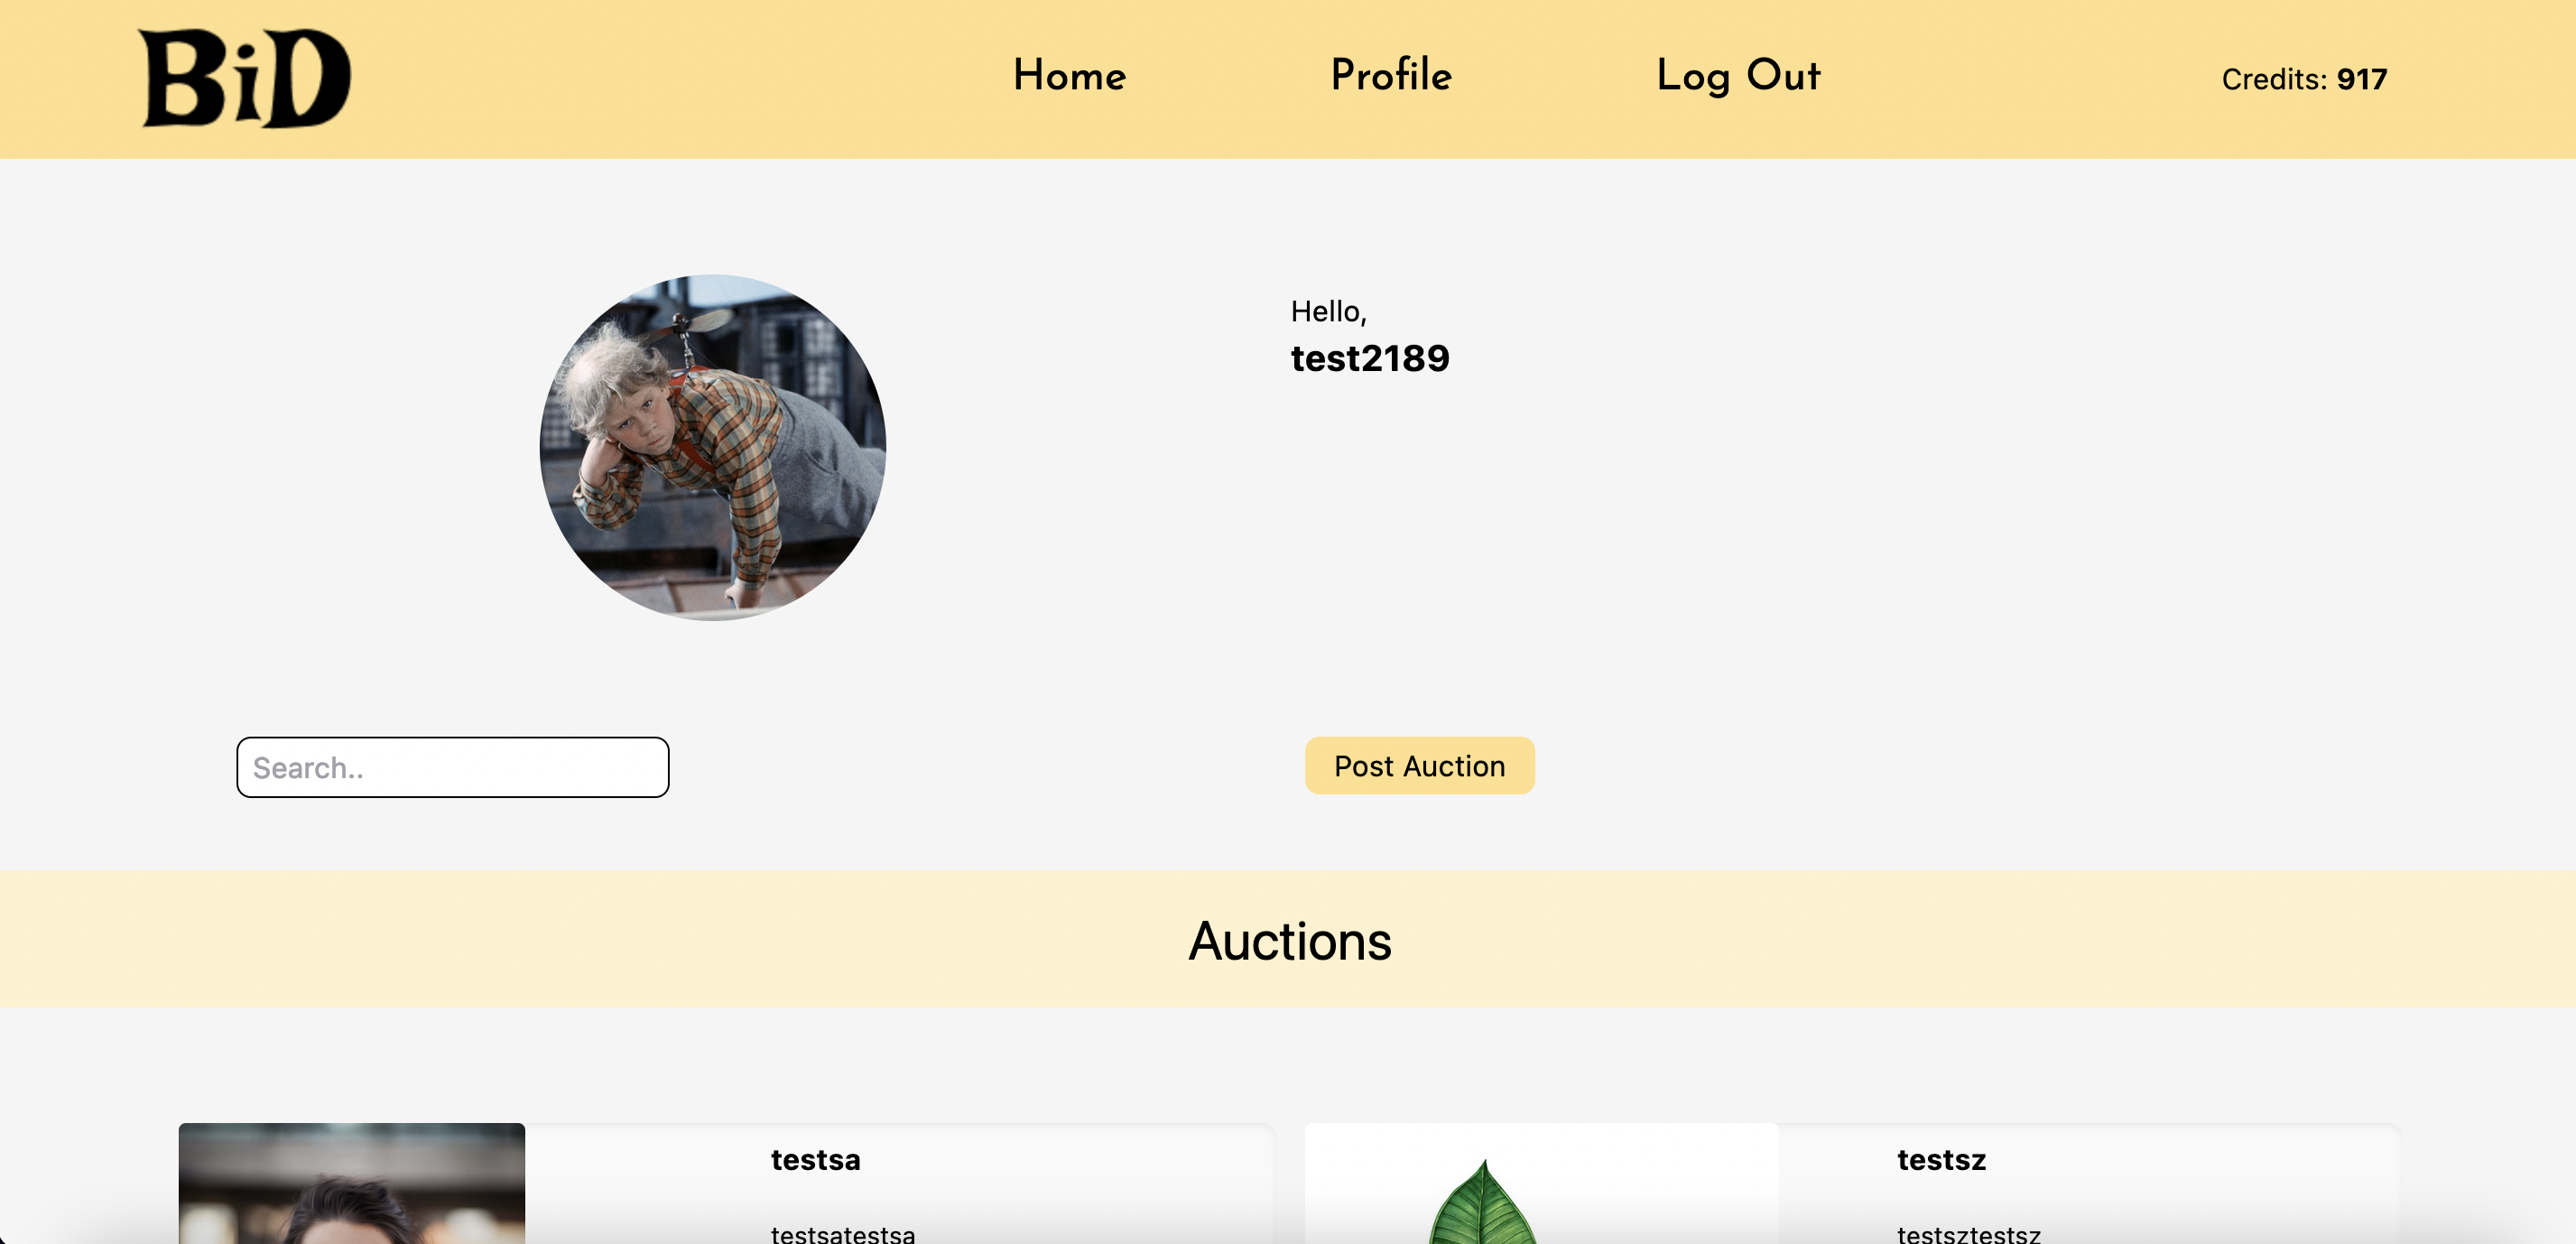 BiD
Home
Profile
Log Out
Credits: 917
Hello,
test2189
Search..
Post Auction
Auctions
testsa
testsatestsa
testsz
testsztestsz